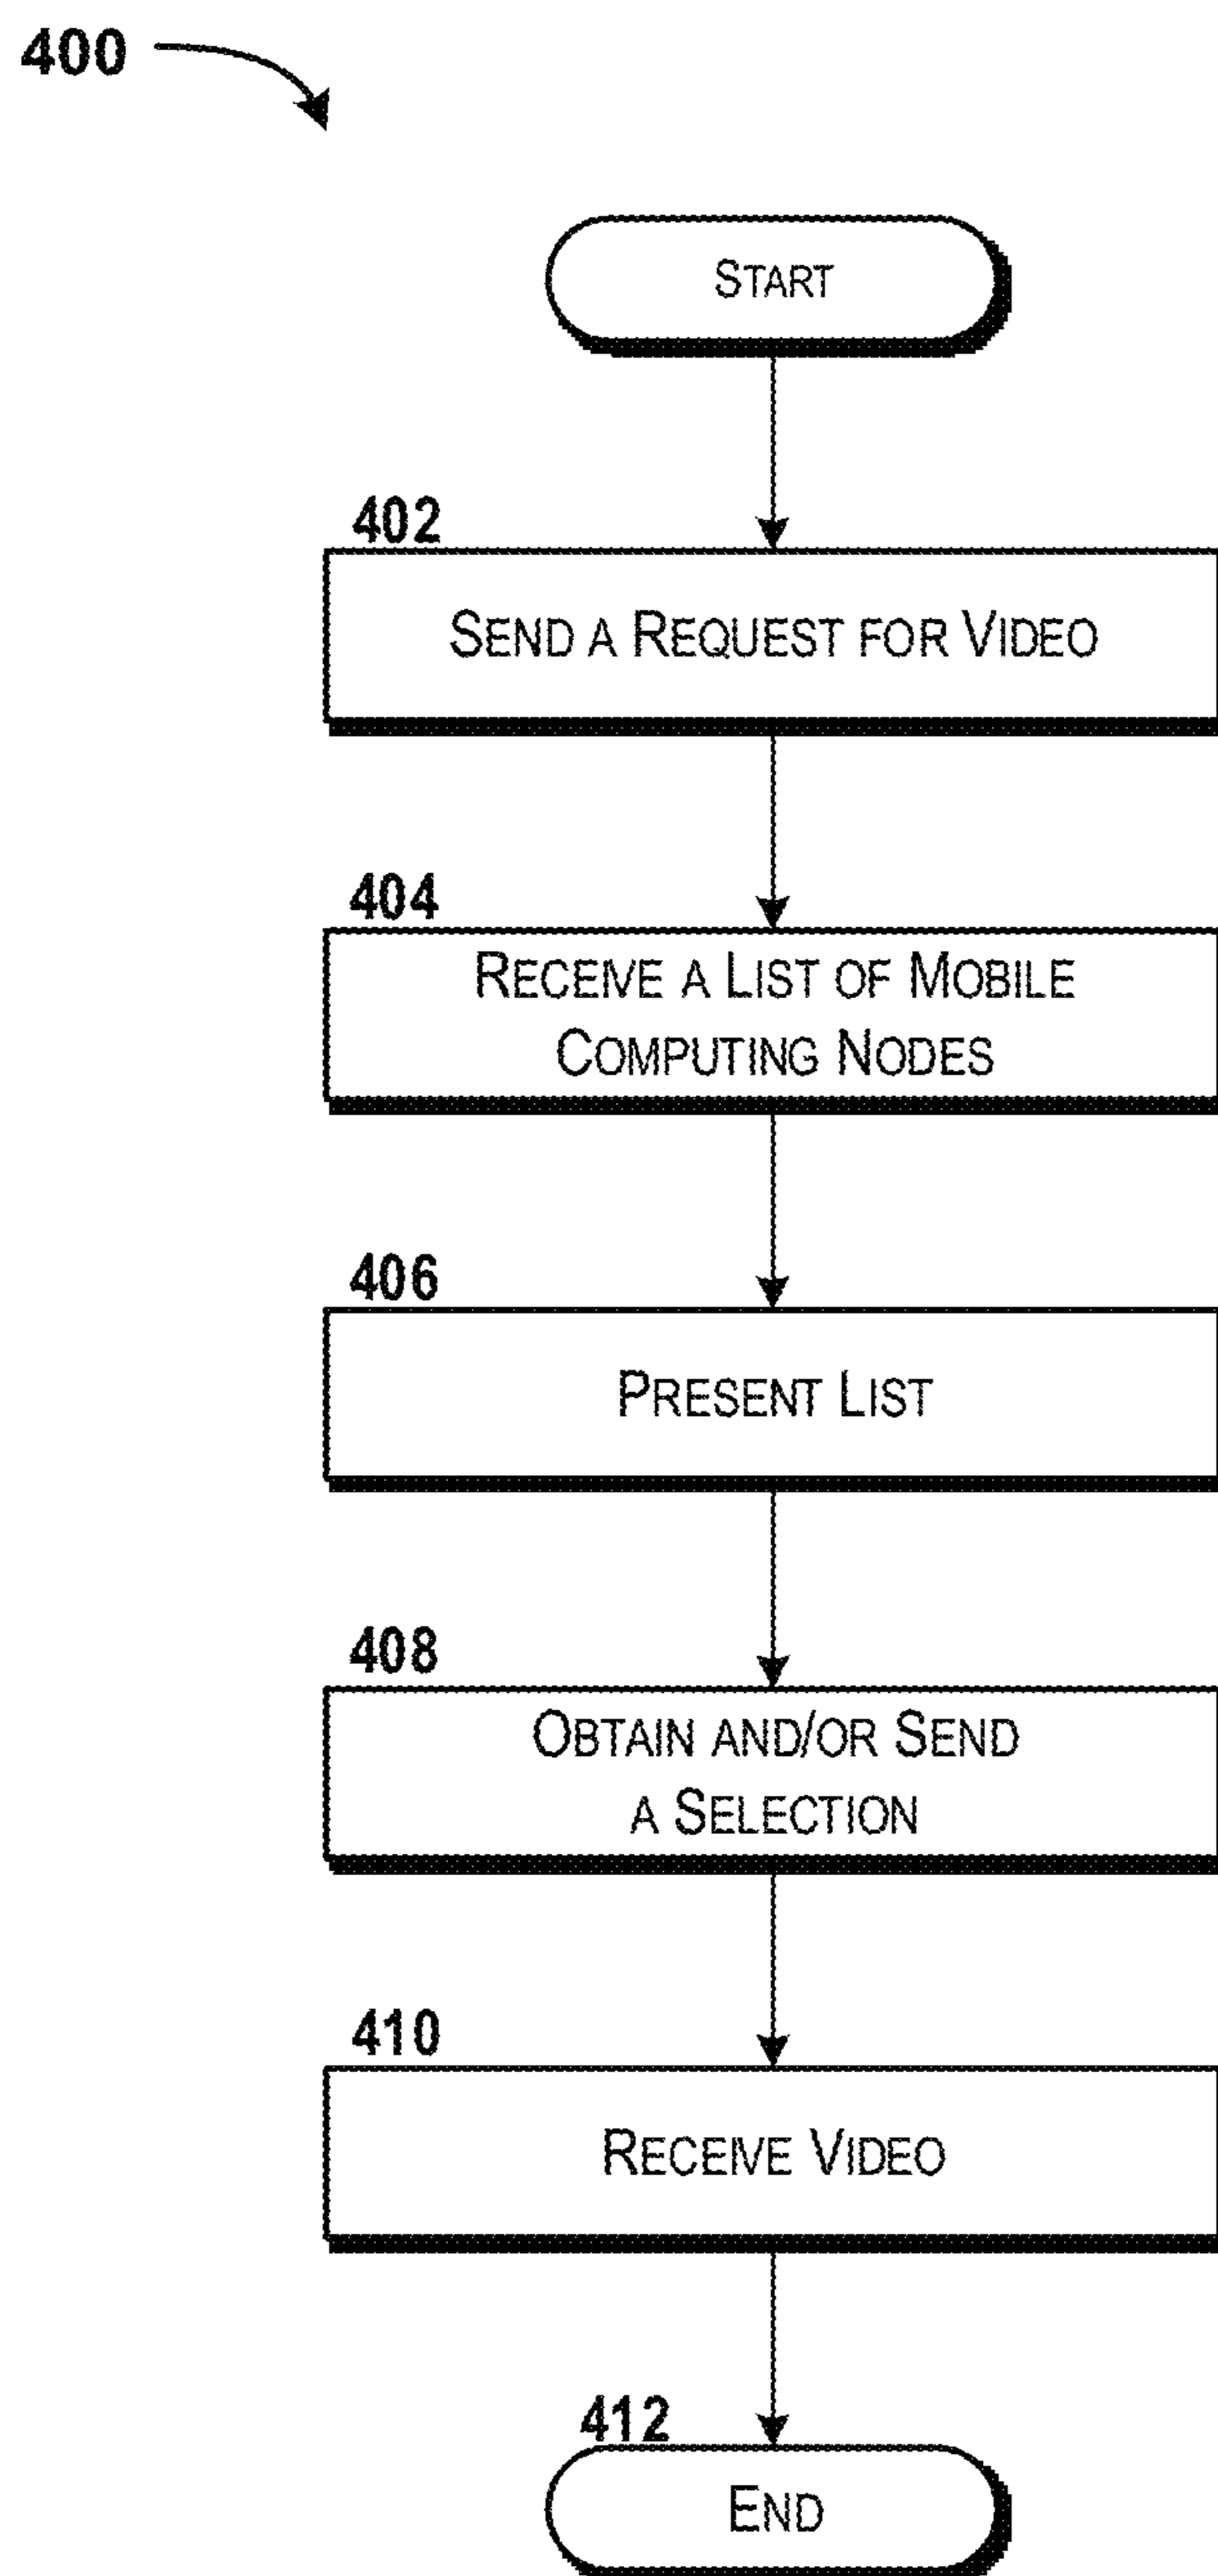 400
START
402
SEND A REQUEST FOR VIDEO
404
RECEIVE A LIST OF MOBILE
COMPUTING NODES
406
PRESENT LIST
408
OBTAIN AND/OR SEND
A SELECTION
410
RECEIVE VIDEO
412
END